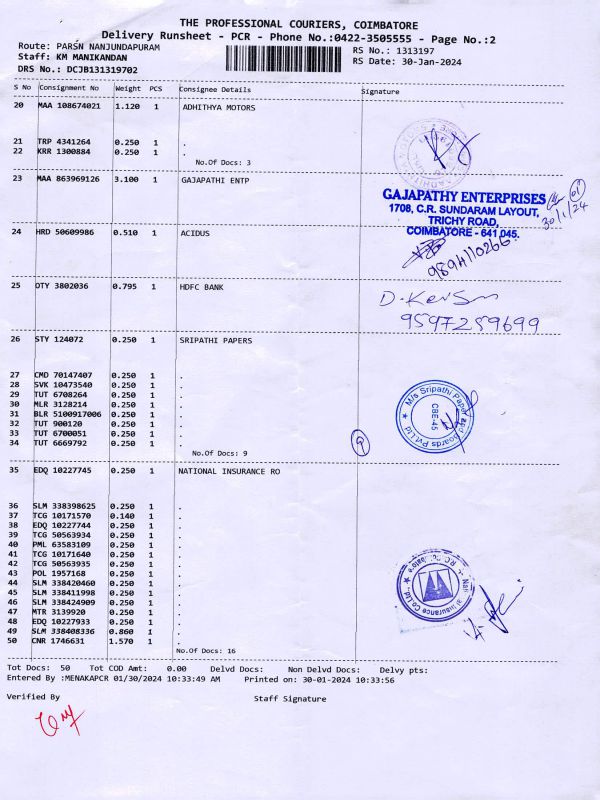 THE PROFESSIONAL COURIERS, COIMBATORE
Delivery Runsheet - PCR - Phone No.:0422-3505555 - Page No.:2
Route: PARSN NANJUNDAPURAM
RS No.: 1313197
Staff: KM MANIKANDAN
RS Date: 30-Jan-2024
DRS No.: DCJB131319702
S No Consignment No Weight PCS Consignee Details Signature
20 MAA 108674021 1.120 1 ADHITHYA MOTORS
21 TRP 4341264 0.250 1 .
22 KRR 1300884 0.250 1 .
No.Of Docs: 3
23 MAA 863969126 3.100 1 GAJAPATHI ENTP
GAJAPATHY ENTERPRISES
1708, C.R. SUNDARAM LAYOUT,
TRICHY ROAD,
COIMBATORE - 641 045.
30/1/24
24 HRD 50609986 0.510 1 ACIDUS
9894110266
25 OTY 3802036 0.795 1 HDFC BANK
9597259699
26 STY 124072 0.250 1 SRIPATHI PAPERS
27 CMD 70147407 0.250 1 .
28 SVK 10473540 0.250 1 .
29 TUT 6708264 0.250 1 .
30 MLR 3128214 0.250 1 .
31 BLR 5100917006 0.250 1 .
32 TUT 900120 0.250 1 .
33 TUT 6700051 0.250 1 .
34 TUT 6669792 0.250 1 .
No.Of Docs: 9
M/s Sripathi Paper and Boards Pvt Ltd
CBE-45
9
35 EDQ 10227745 0.250 1 NATIONAL INSURANCE RO
36 SLM 338398625 0.250 1 .
37 TCG 10171570 0.140 1 .
38 EDQ 10227744 0.250 1 .
39 TCG 50563934 0.250 1 .
40 PML 63583109 0.250 1 .
41 TCG 10171640 0.250 1 .
42 TCG 50563935 0.250 1 .
43 POL 1957168 0.250 1 .
44 SLM 338420460 0.250 1 .
45 SLM 338411998 0.250 1 .
46 SLM 338424909 0.250 1 .
47 MTR 3139920 0.250 1 .
48 EDQ 10227933 0.250 1 .
49 SLM 338408336 0.860 1 .
50 CNR 1746631 1.570 1 .
No.Of Docs: 16
Tot Docs: 50 Tot COD Amt: 0.00 Delvd Docs: Non Delvd Docs: Delvy pts:
Entered By :MENAKAPCR 01/30/2024 10:33:49 AM Printed on: 30-01-2024 10:33:56
Verified By Staff Signature